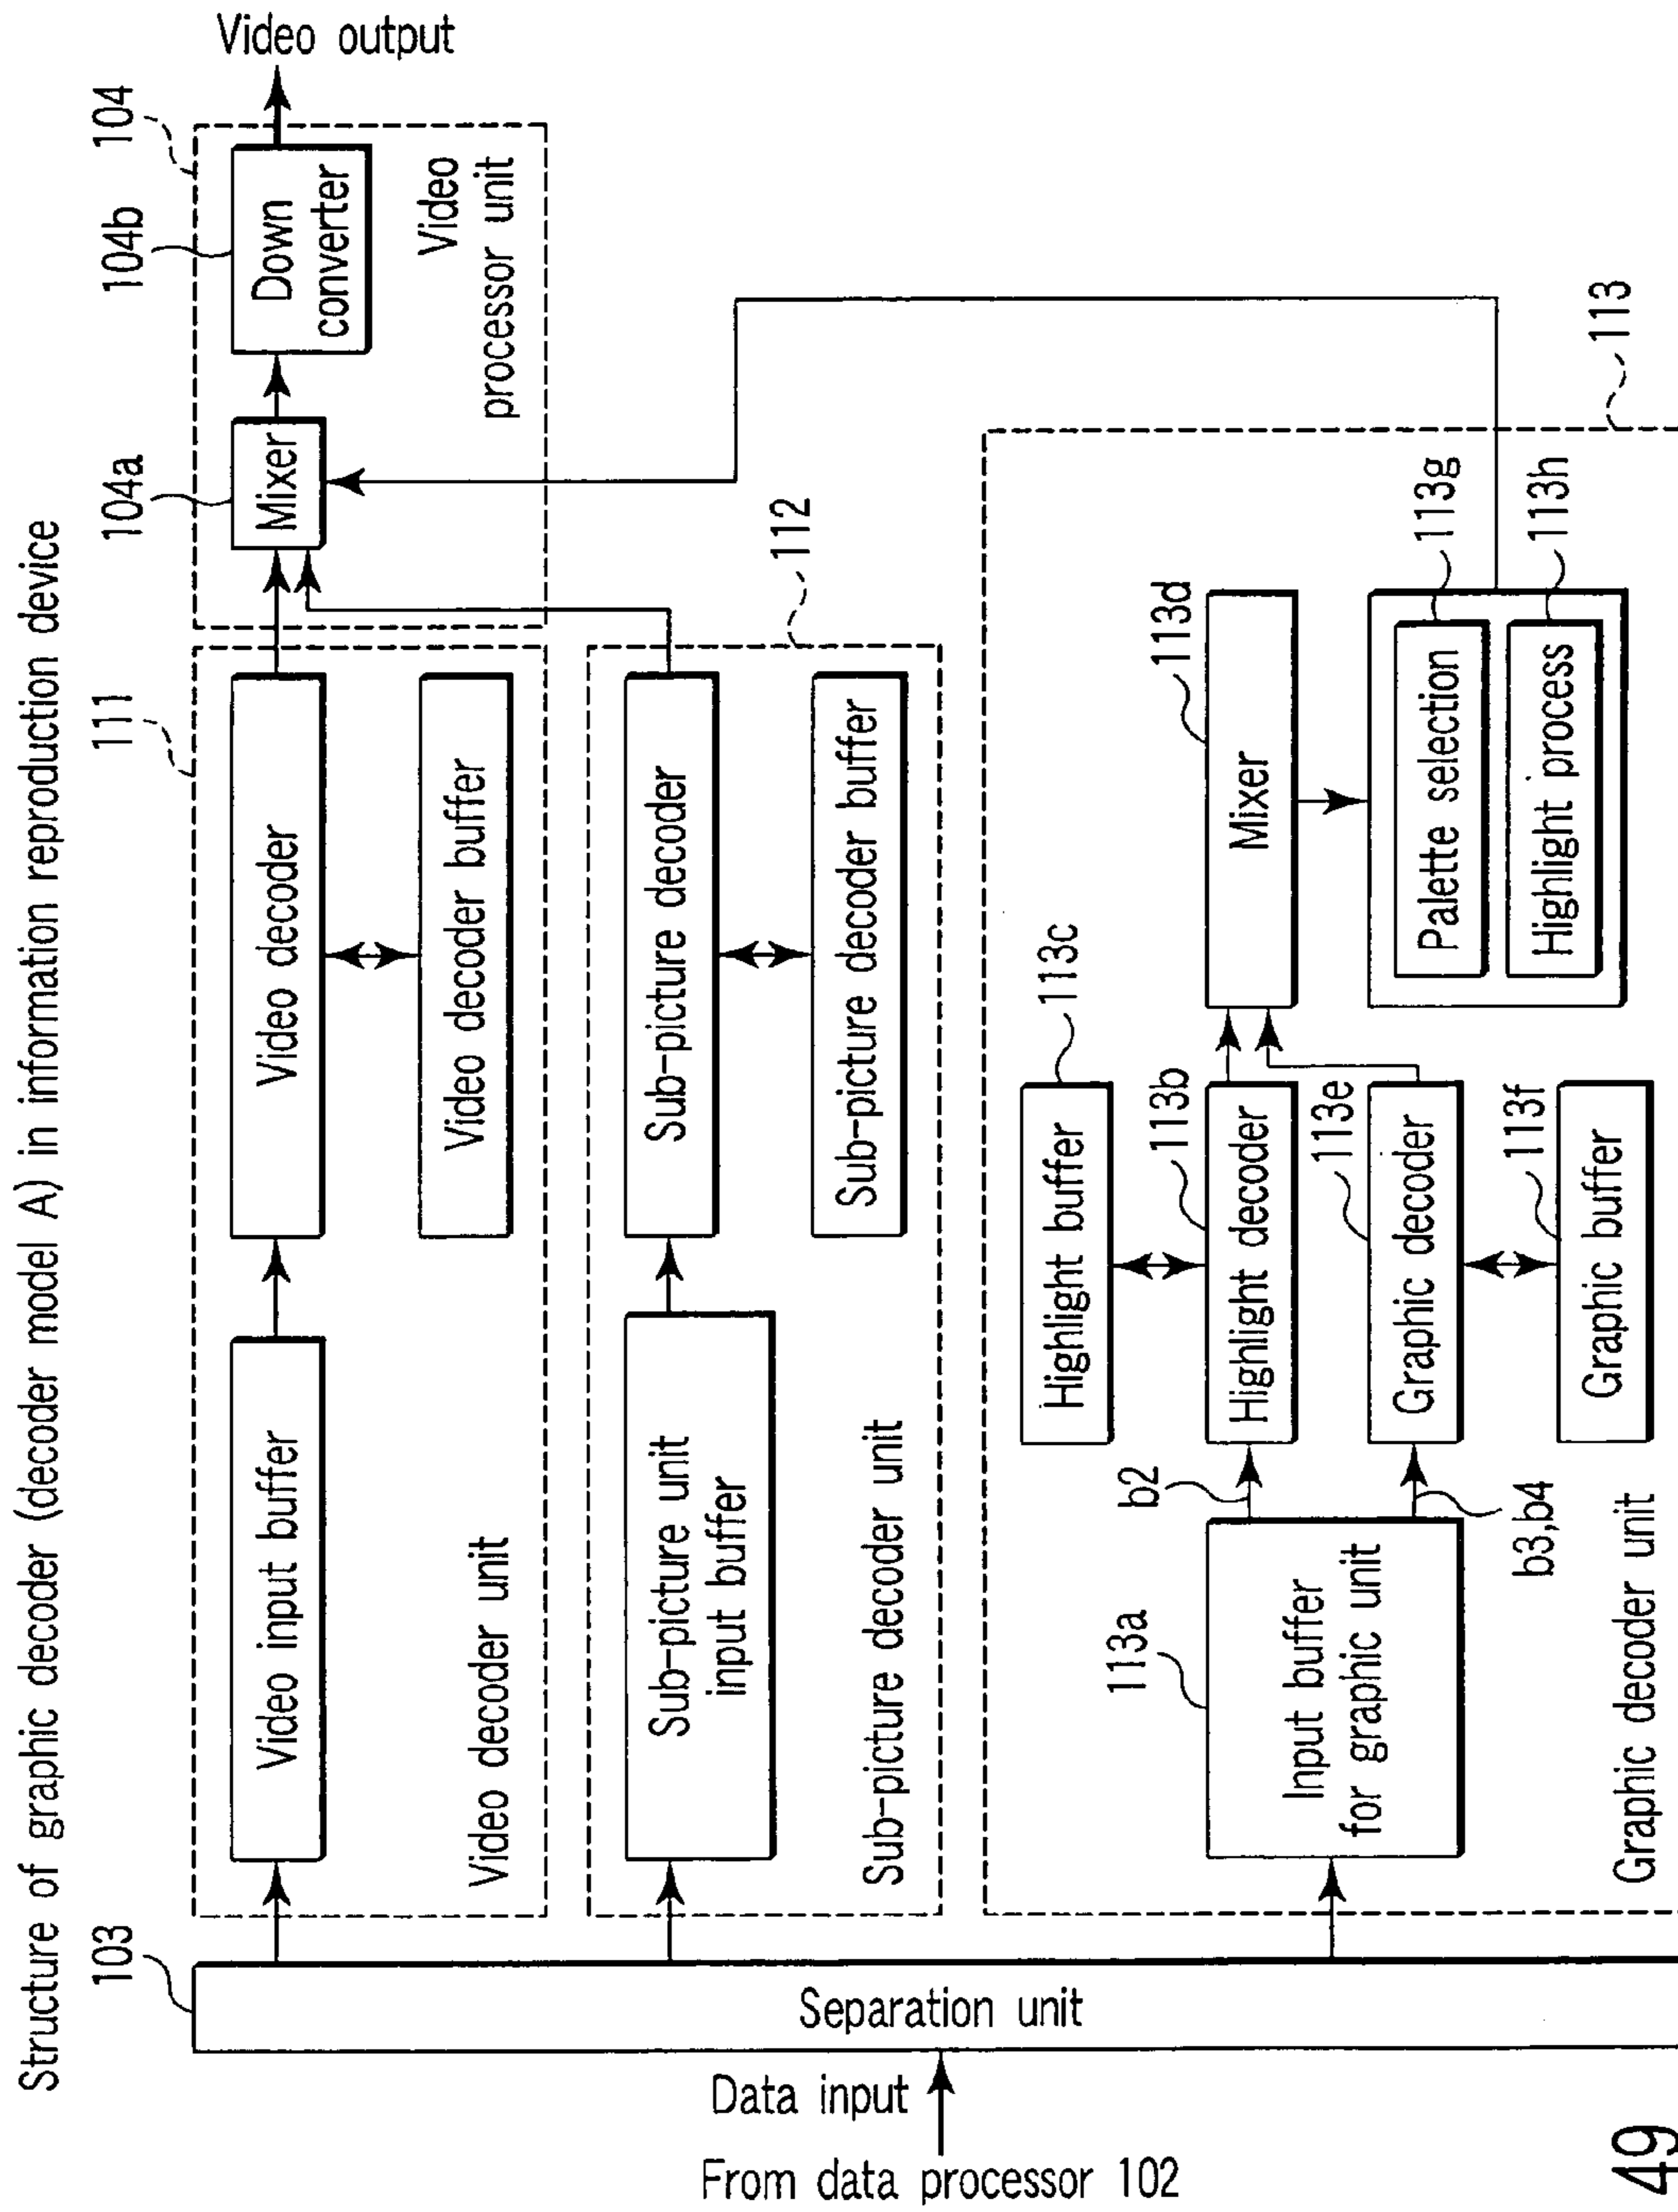 Structure of graphic decoder (decoder model A) in information reproduction device
103
111
104a
104b
104
Video output
Video input buffer
Video decoder
Mixer
Down
converter
Video decoder buffer
Video decoder unit
Video
processor unit
Sub-picture unit
input buffer
Sub-picture decoder
Sub-picture decoder buffer
112
Sub-picture decoder unit
Separation unit
Data input
From data processor 102
Highlight buffer
113c
113a
Input buffer
for graphic unit
b2
Highlight decoder
113b
Mixer
113d
b3,b4
Graphic decoder
113e
Graphic buffer
113f
Palette selection
113g
Highlight process
113h
113
Graphic decoder unit
49